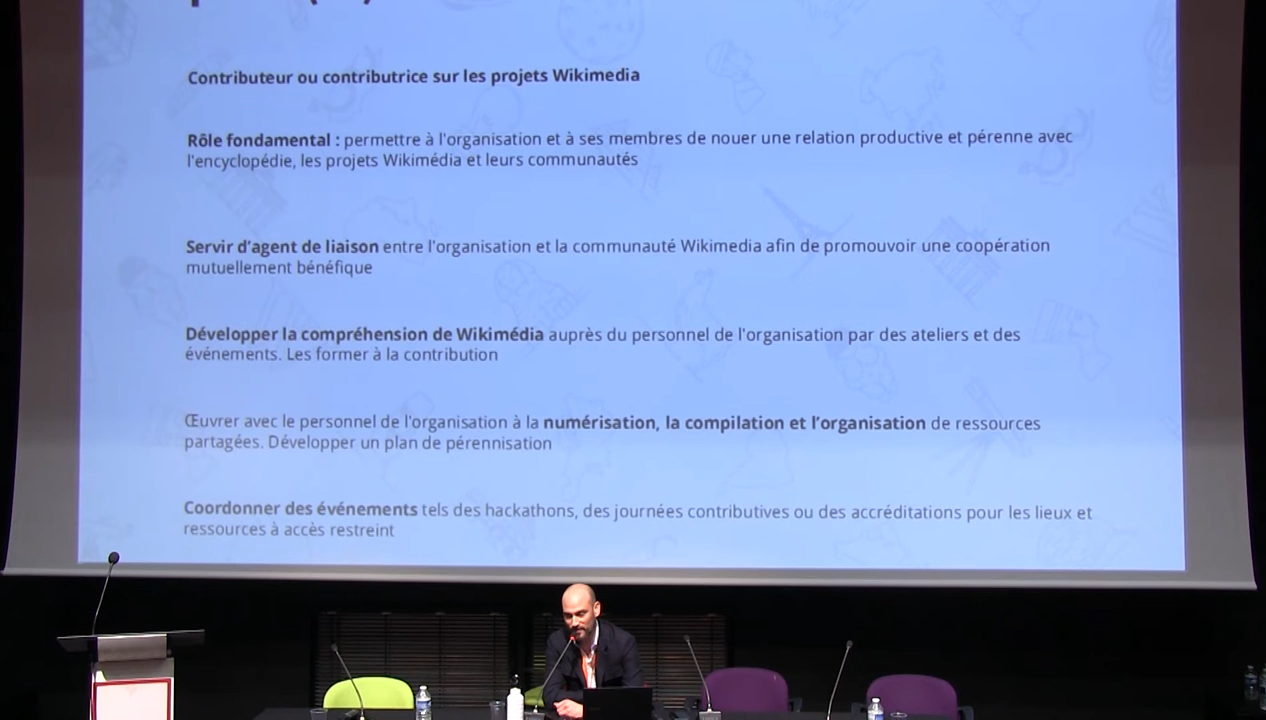 Contributeur ou contributrice sur les projets Wikimedia
Rôle fondamental : permettre à l'organisation et à ses membres de nouer une relation productive et pérenne avec
l'encyclopédie, les projets Wikimédia et leurs communautés
Servir d'agent de liaison entre l'organisation et la communauté Wikimedia afin de promouvoir une coopération
mutuellement bénéfique
Développer la compréhension de Wikimédia auprès du personnel de l'organisation par des ateliers et des
événements. Les former à la contribution
Œuvrer avec le personnel de l'organisation à la numérisation, la compilation et l'organisation de ressources
partagées. Développer un plan de pérennisation
Coordonner des événements tels des hackathons, des journées contributives ou des accréditations pour les lieux et
ressources à accès restreint